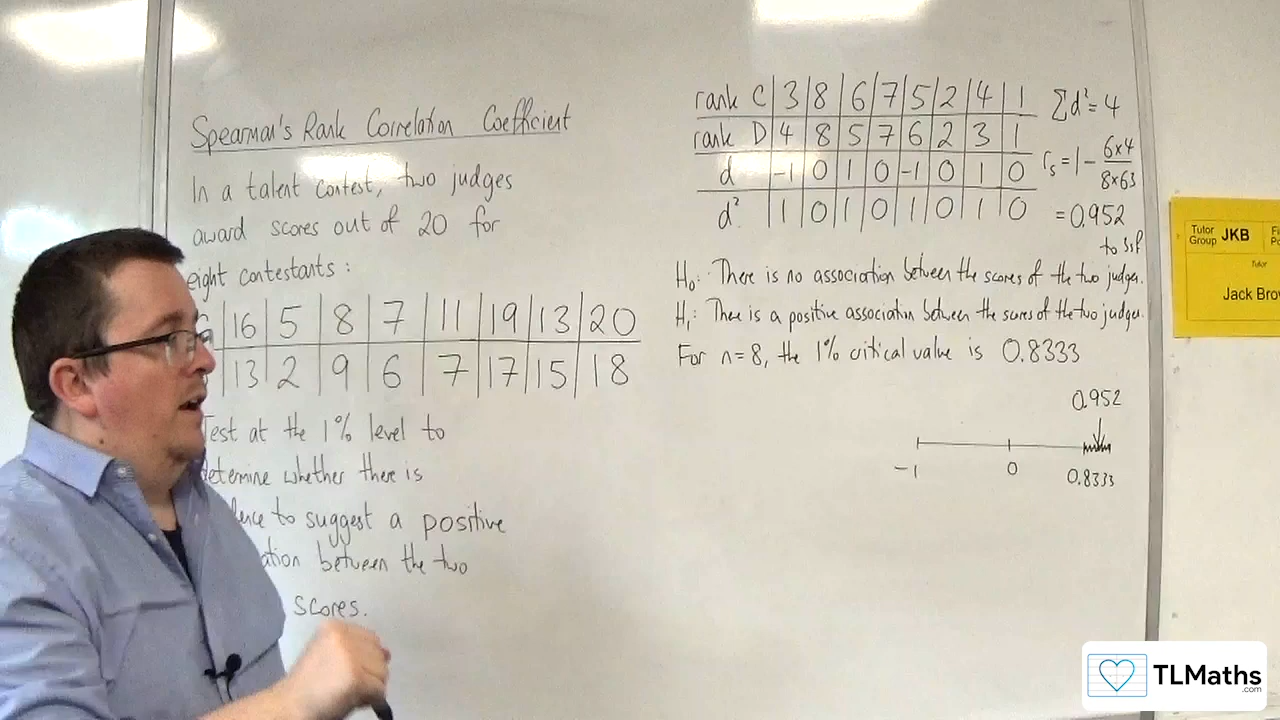 Spearman's Rank Correlation Coefficient
In a talent contest, two judges
award scores out of 20 for
eight contestants :
16 5 8 7 11 19 13 20
13 2 9 6 7 17 15 18
Test at the 1% level to
determine whether there is
to suggest a positive
between the two
scores.
rank C 3 8 6 7 5 2 4 1
rank D 4 8 5 7 6 2 3 1
d -1 0 1 0 -1 0 1 0
d² 1 0 1 0 1 0 1 0
Σd² = 4
rₛ = 1 - 6×4/8×63
= 0.952
to 3sf
H₀: There is no association between the scores of the two judges.
H₁: There is a positive association between the scores of the two judges.
For n=8, the 1% critical value is 0.8333
0.952
-1 0 0.8333
Tutor Group JKB
Tutor
Jack
TLMaths
.com